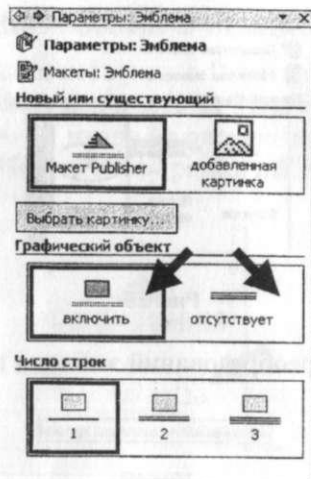 Параметры: Эмблема
Параметры: Эмблема
Макеты: Эмблема
Новый или существующий
Макет Publisher
добавленная
картинка
Выбрать картинку...
Графический объект
включить
отсутствует
Число строк
1
2
3